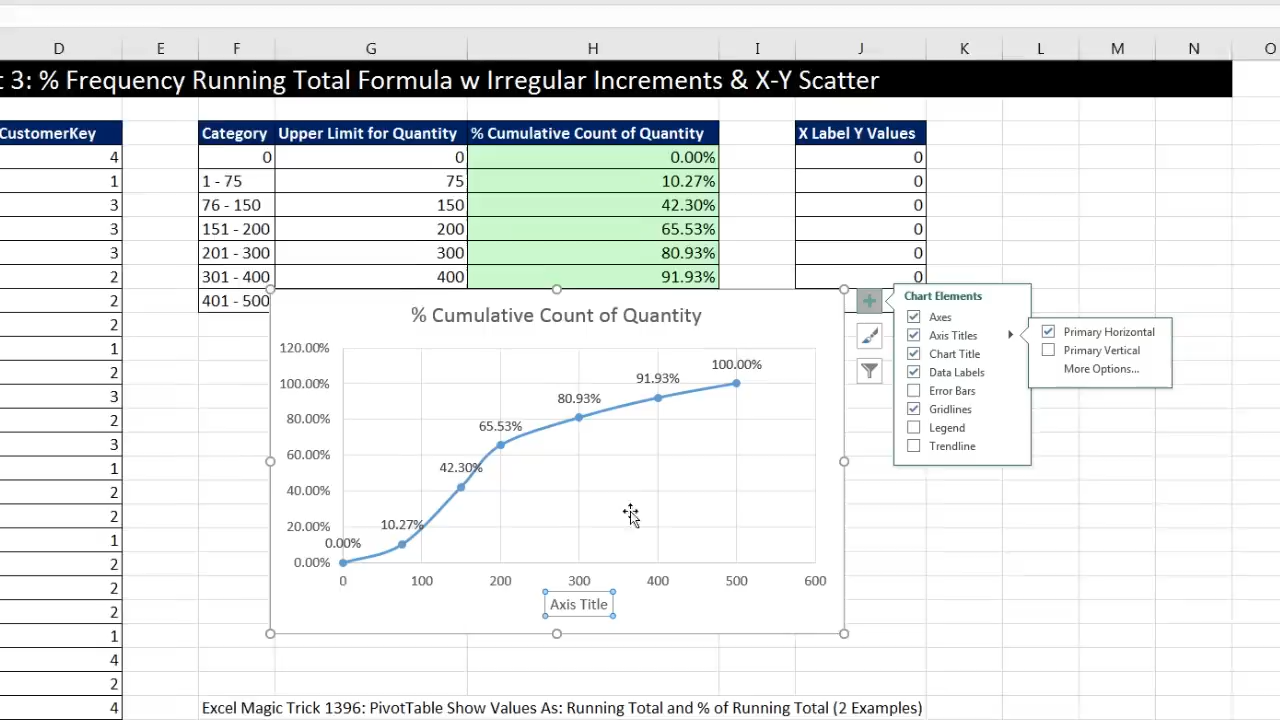 D E F G H I J K L M N O
t 3: % Frequency Running Total Formula w Irregular Increments & X-Y Scatter
CustomerKey Category Upper Limit for Quantity % Cumulative Count of Quantity X Label Y Values
4 0 0 0.00% 0
1 1 - 75 75 10.27% 0
3 76 - 150 150 42.30% 0
3 151 - 200 200 65.53% 0
3 201 - 300 300 80.93% 0
2 301 - 400 400 91.93% 0
2 401 - 500
2
1
2
3
2
3
1
2
2
1
2
2
2
1
4
2
4
% Cumulative Count of Quantity
120.00%
100.00%
80.00%
60.00%
40.00%
20.00%
0.00%
0.00%
10.27%
42.30%
65.53%
80.93%
91.93%
100.00%
0 100 200 300 400 500 600
Axis Title
Chart Elements
Axes
Axis Titles
Chart Title
Data Labels
Error Bars
Gridlines
Legend
Trendline
Primary Horizontal
Primary Vertical
More Options...
Excel Magic Trick 1396: PivotTable Show Values As: Running Total and % of Running Total (2 Examples)